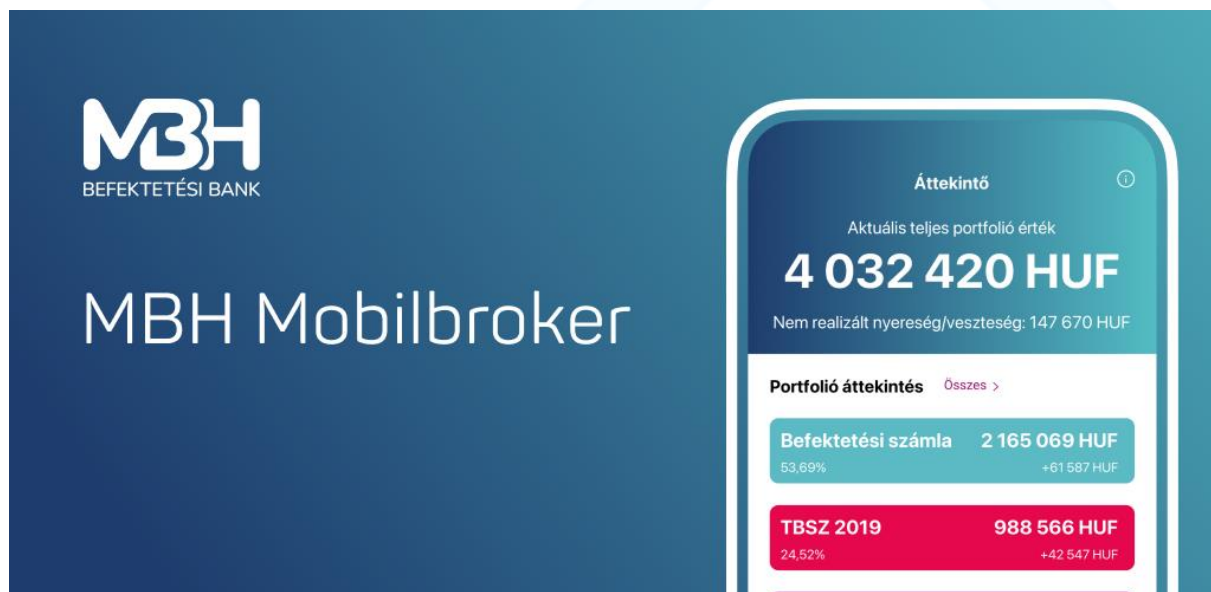 MBH
BEFEKTETÉSI BANK
MBH Mobilbroker
Áttekintő
Aktuális teljes portfolió érték
4 032 420 HUF
Nem realizált nyereség/veszteség: 147 670 HUF
Portfolió áttekintés Összes >
Befektetési számla 2 165 069 HUF
53,69% +61 587 HUF
TBSZ 2019 988 566 HUF
24,52% +42 547 HUF